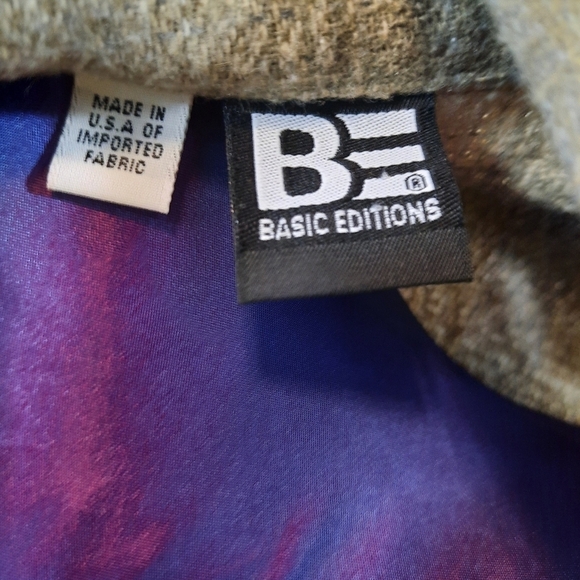 MADE IN
U.S.A OF
IMPORTED
FABRIC
BE®
BASIC EDITIONS